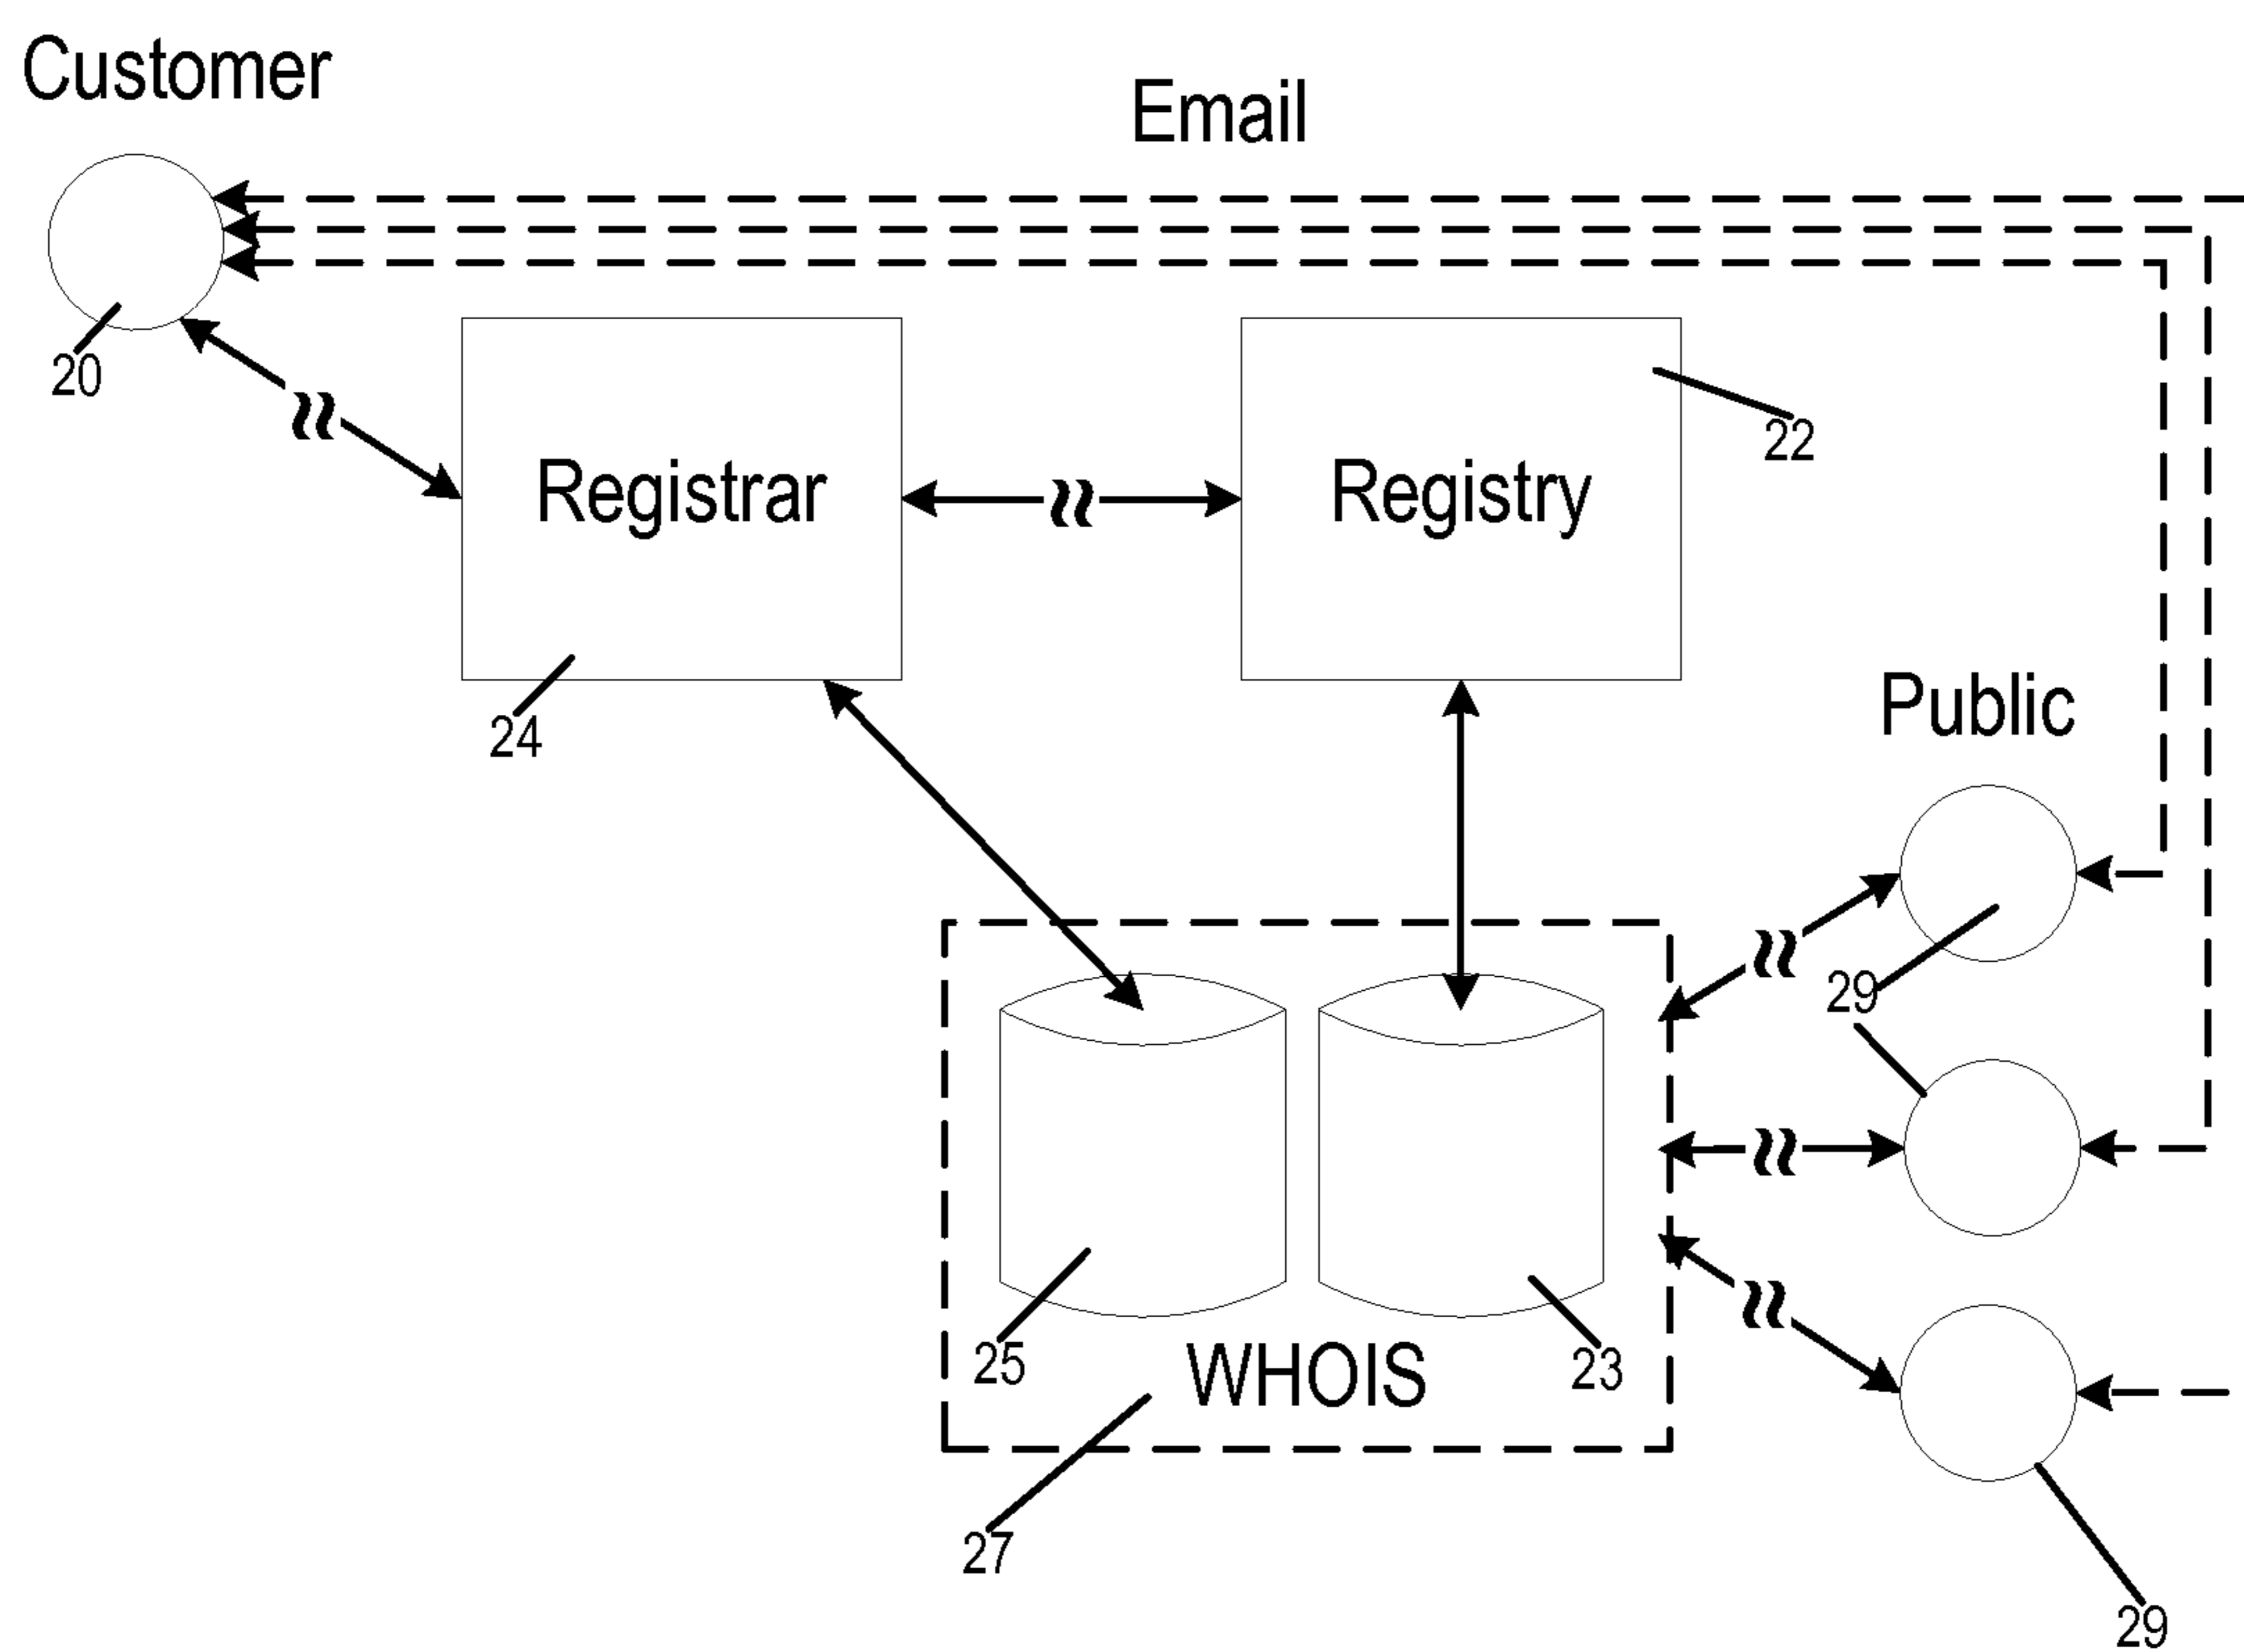 Customer
Email
20
22
Registrar
Registry
24
Public
29
25
WHOIS
23
27
29